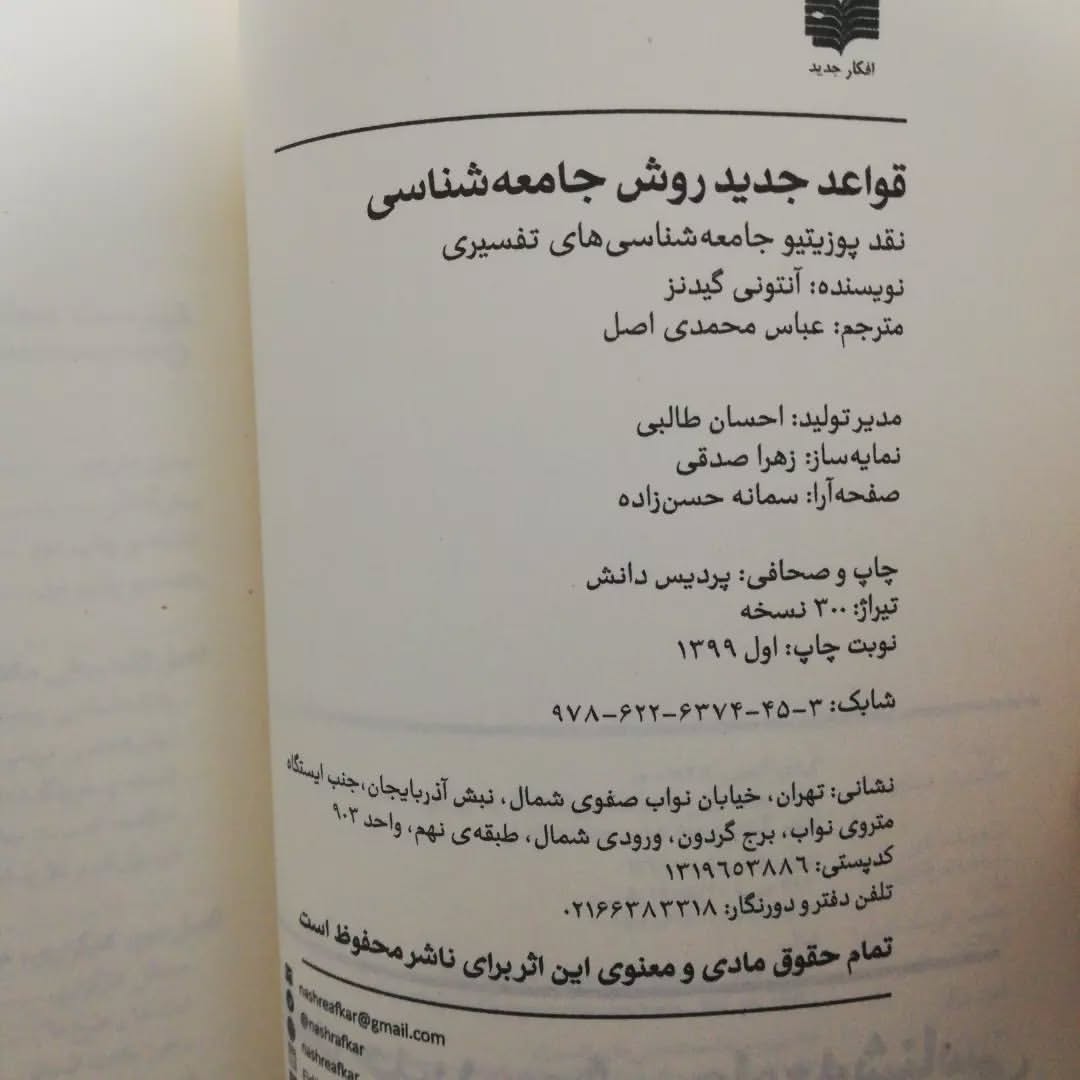 افکار جدید
قواعد جدید روش جامعه‌شناسی
نقد پوزیتیو جامعه‌شناسی‌های تفسیری
نویسنده: آنتونی گیدنز
مترجم: عباس محمدی اصل
مدیر تولید: احسان طالبی
نمایه‌ساز: زهرا صدقی
صفحه‌آرا: سمانه حسن‌زاده
چاپ و صحافی: پردیس دانش
تیراژ: ۳۰۰ نسخه
نوبت چاپ: اول ۱۳۹۹
شابک: ۳-۴۵-۶۳۷۴-۶۲۲-۹۷۸
نشانی: تهران، خیابان نواب صفوی شمال، نبش آذربایجان، جنب ایستگاه
متروی نواب، برج گردون، ورودی شمال، طبقه‌ی نهم، واحد ۹۰۳
کدپستی: ۱۳۱۹۶۵۳۸۸۶
تلفن دفتر و دورنگار: ۰۲۱۶۶۳۸۳۳۱۸
تمام حقوق مادی و معنوی این اثر برای ناشر محفوظ است
nashreafkar@gmail.com
@nashrafkar
nashreafkar